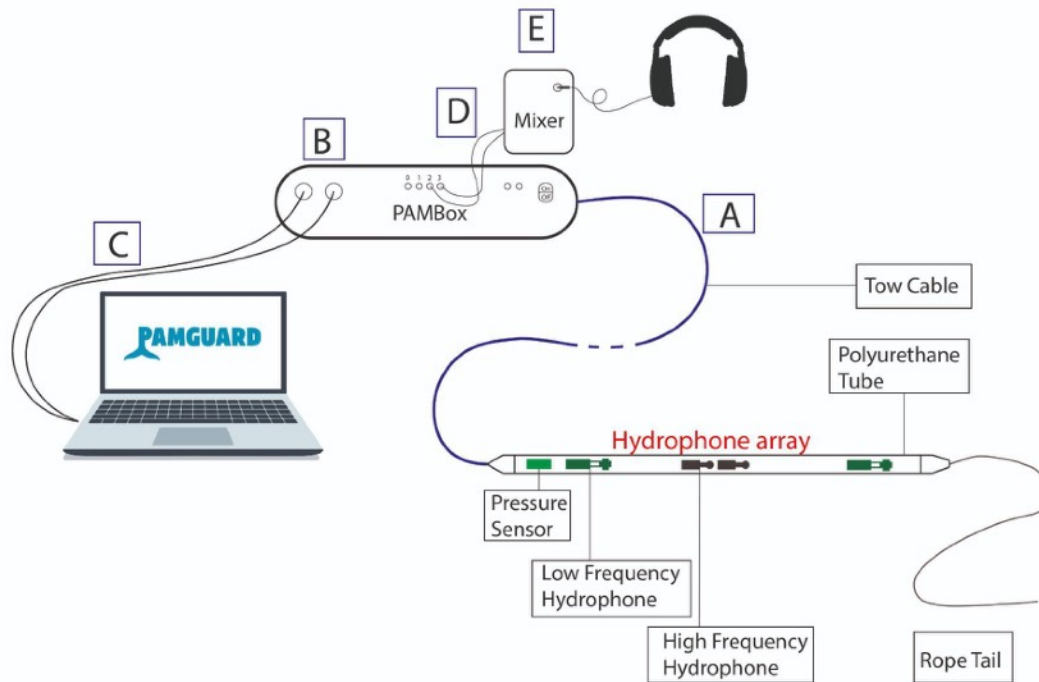 E
D
Mixer
B
0 1 2 3
On
Off
PAMBox
A
C
Tow Cable
PAMGUARD
Polyurethane
Tube
Hydrophone array
Pressure
Sensor
Low Frequency
Hydrophone
High Frequency
Hydrophone
Rope Tail